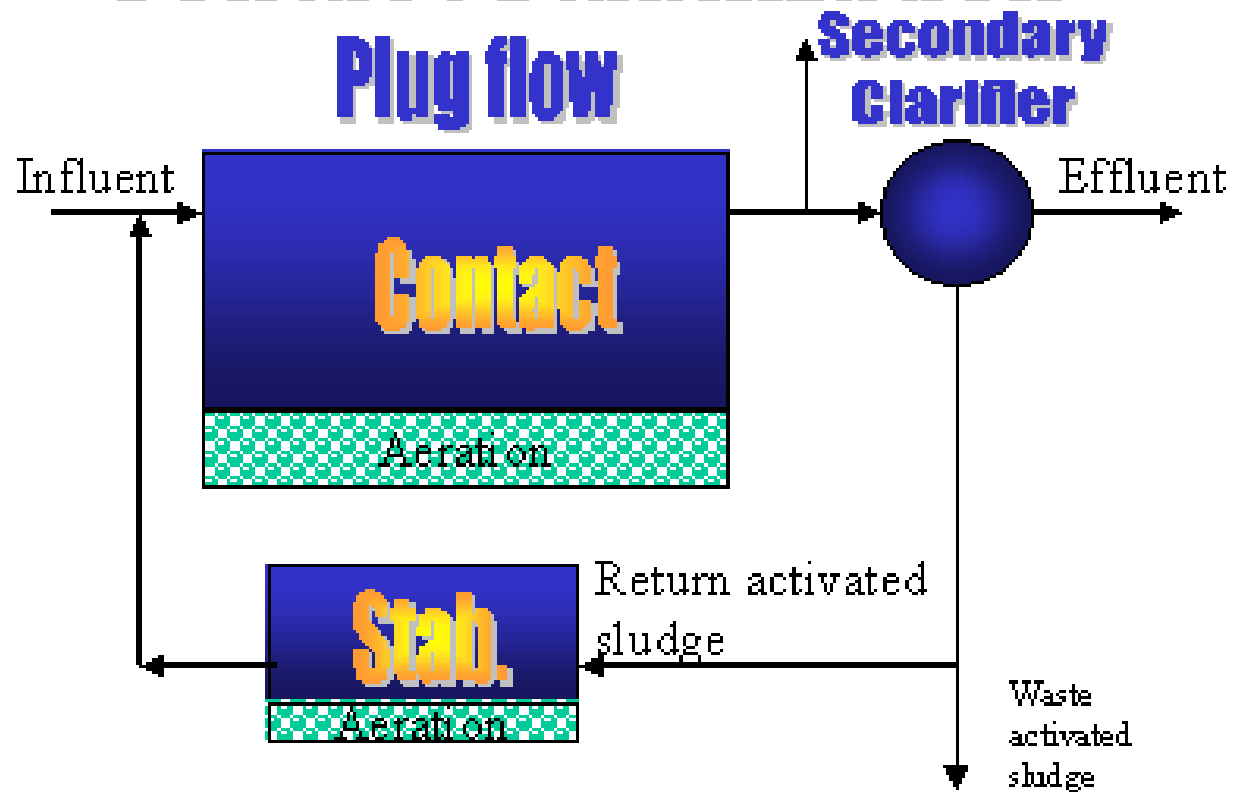 Plug flow
Secondary
Clarifier
Influent
Effluent
Contact
Aeration
Return activated
sludge
Stab.
Aeration
Waste
activated
sludge